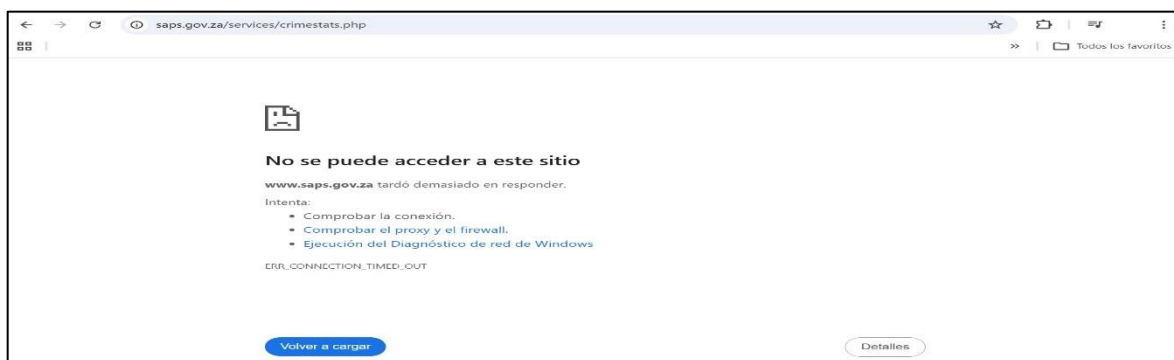 saps.gov.za/services/crimestats.php
Todos los favoritos
No se puede acceder a este sitio
www.saps.gov.za tardó demasiado en responder.
Intenta:
• Comprobar la conexión.
• Comprobar el proxy y el firewall.
• Ejecución del Diagnóstico de red de Windows
ERR_CONNECTION_TIMED_OUT
Volver a cargar
Detalles